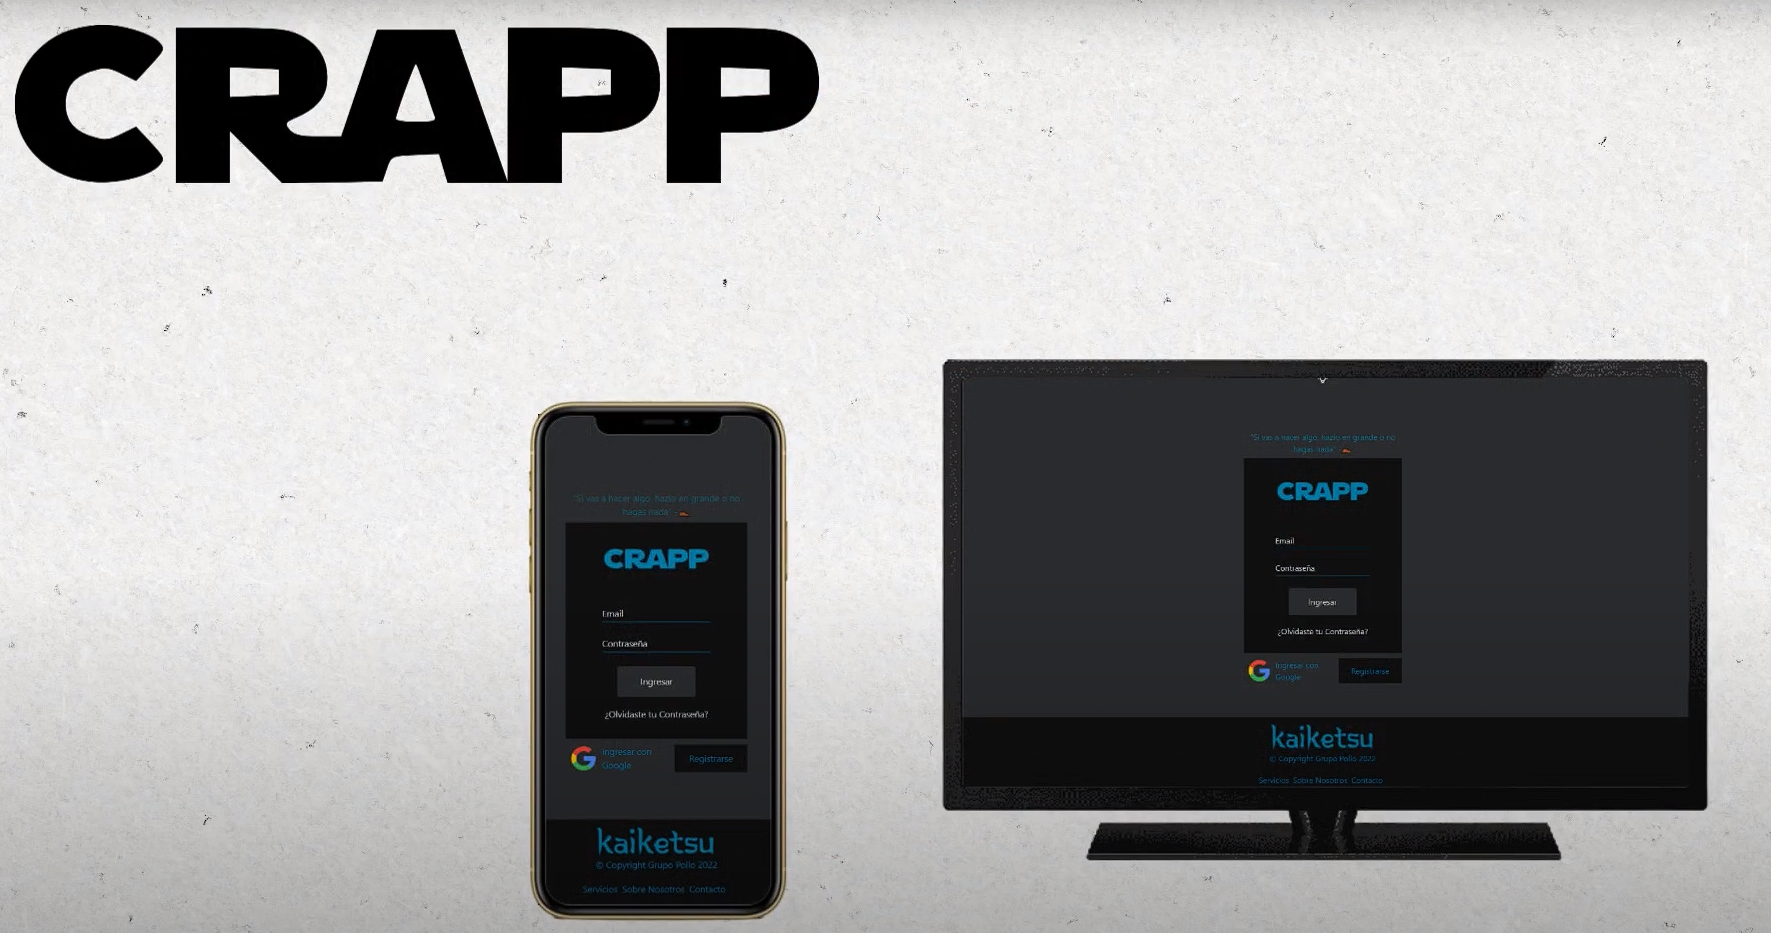 CRAPP
"Si vas a hacer algo, hazlo en grande o no
hagas nada" -
CRAPP
Email
Contraseña
Ingresar
¿Olvidaste tu Contraseña?
Ingresar con
Google
Registrarse
kaiketsu
© Copyright Grupo Pollo 2022
Servicios Sobre Nosotros Contacto
"Si vas a hacer algo, hazlo en grande o no
hagas nada" -
CRAPP
Email
Contraseña
Ingresar
¿Olvidaste tu Contraseña?
Ingresar con
Google
Registrarse
kaiketsu
© Copyright Grupo Pollo 2022
Servicios Sobre Nosotros Contacto